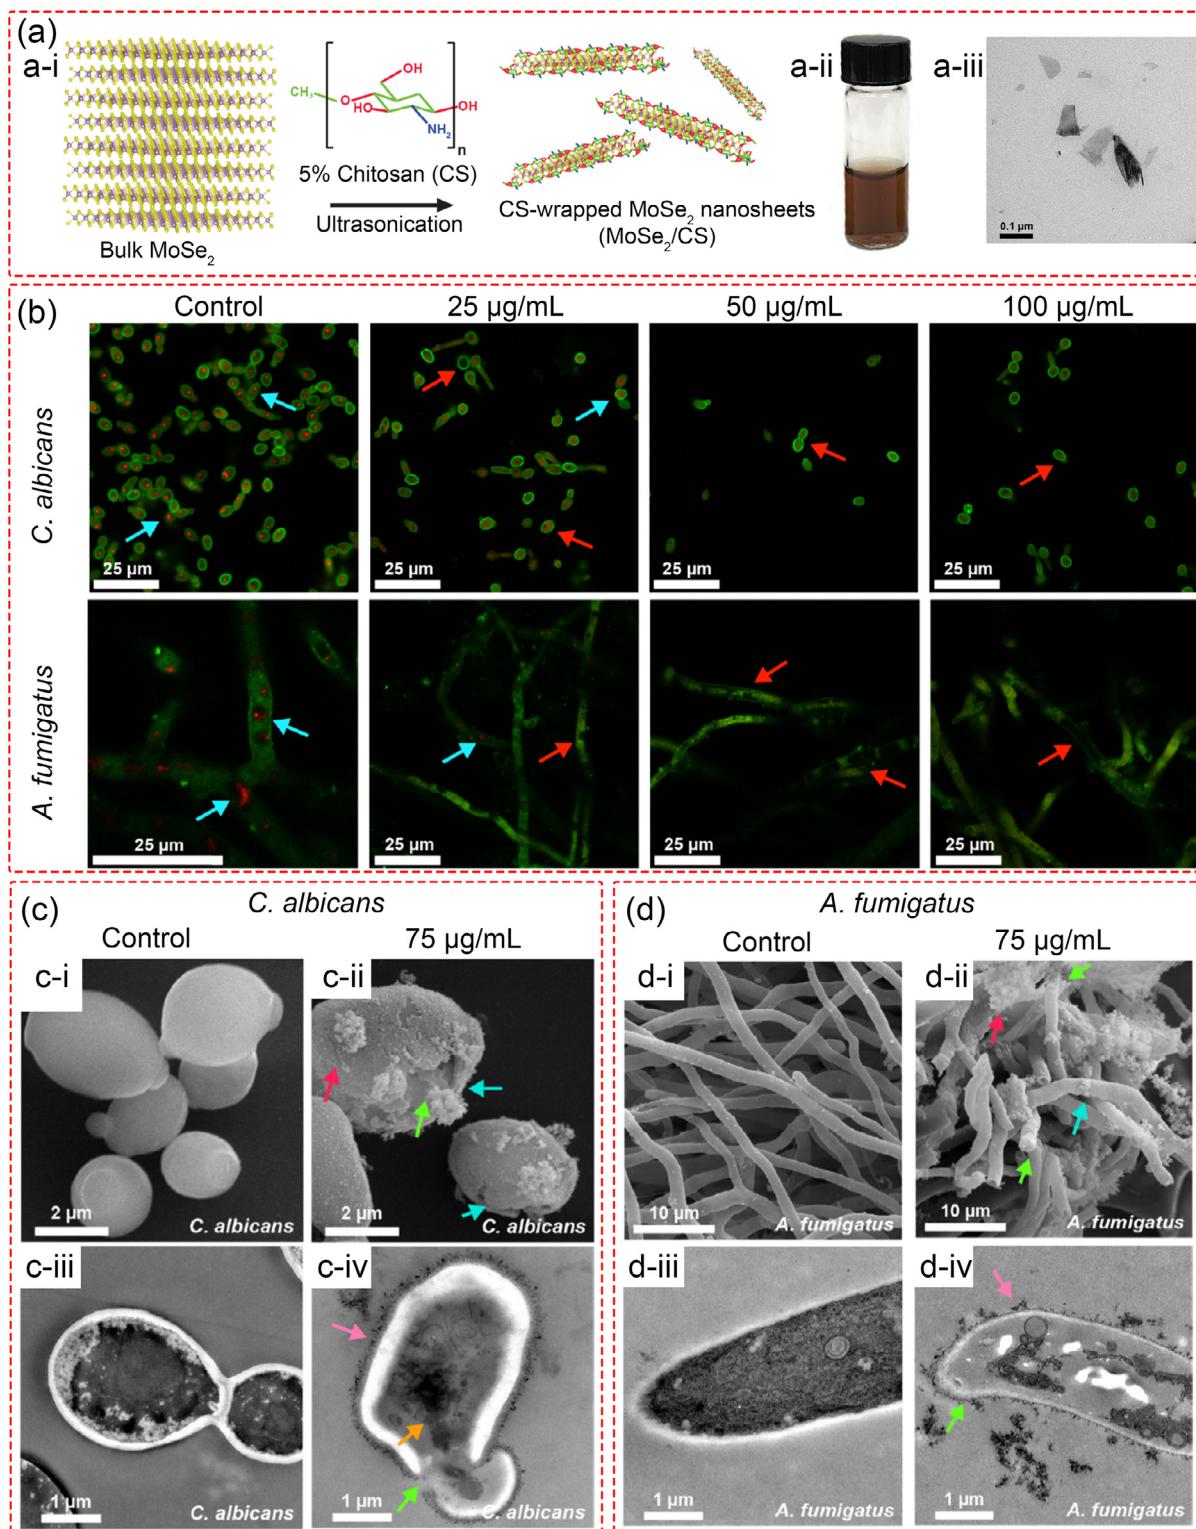 (a)
a-i
a-ii
a-iii
CH₃
OH
O
HO
OH
NH₂
n
5% Chitosan (CS)
Ultrasonication
Bulk MoSe₂
CS-wrapped MoSe₂ nanosheets
(MoSe₂/CS)
0.1 µm
(b)
Control
25 µg/mL
50 µg/mL
100 µg/mL
C. albicans
25 µm
25 µm
25 µm
25 µm
A. fumigatus
25 µm
25 µm
25 µm
25 µm
(c)
C. albicans
Control
75 µg/mL
c-i
2 µm
C. albicans
c-ii
2 µm
C. albicans
c-iii
1 µm
C. albicans
c-iv
1 µm
C. albicans
(d)
A. fumigatus
Control
75 µg/mL
d-i
10 µm
A. fumigatus
d-ii
10 µm
A. fumigatus
d-iii
1 µm
A. fumigatus
d-iv
1 µm
A. fumigatus